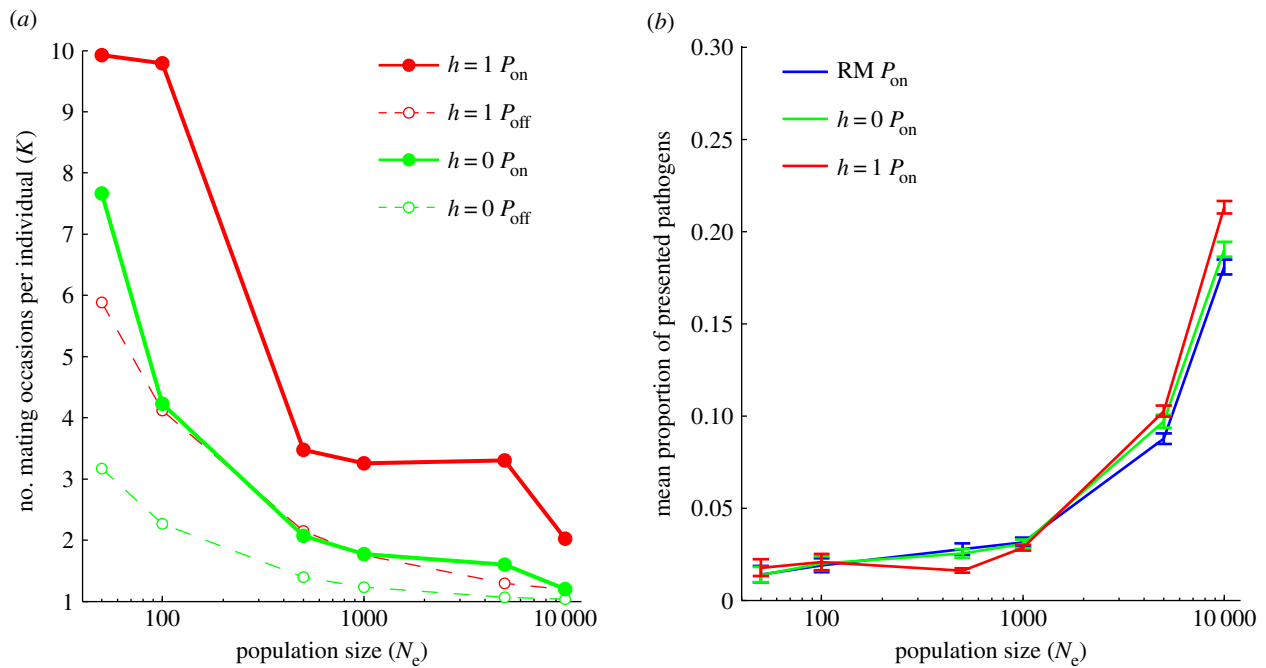 (a)
10
9
8
7
6
5
4
3
2
1
no. mating occasions per individual (K)
100
1000
10 000
population size (Ne)
h = 1 Pon
h = 1 Poff
h = 0 Pon
h = 0 Poff
(b)
0.30
0.25
0.20
0.15
0.10
0.05
0
mean proportion of presented pathogens
100
1000
10 000
population size (Ne)
RM Pon
h = 0 Pon
h = 1 Pon